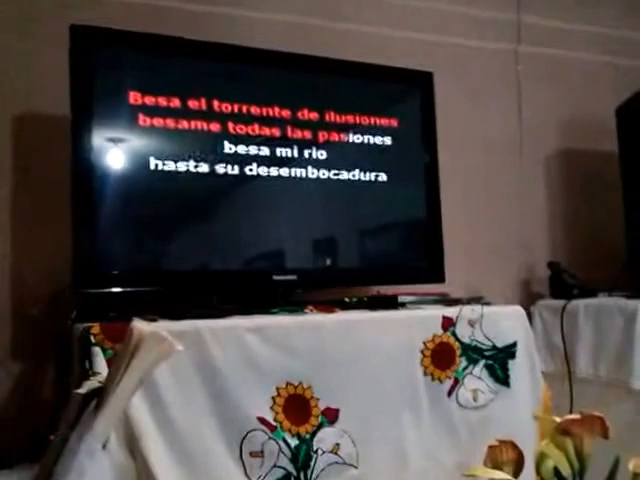 Besa el torrente de ilusiones
besame todas las pasiones
besa mi rio
hasta su desembocadura